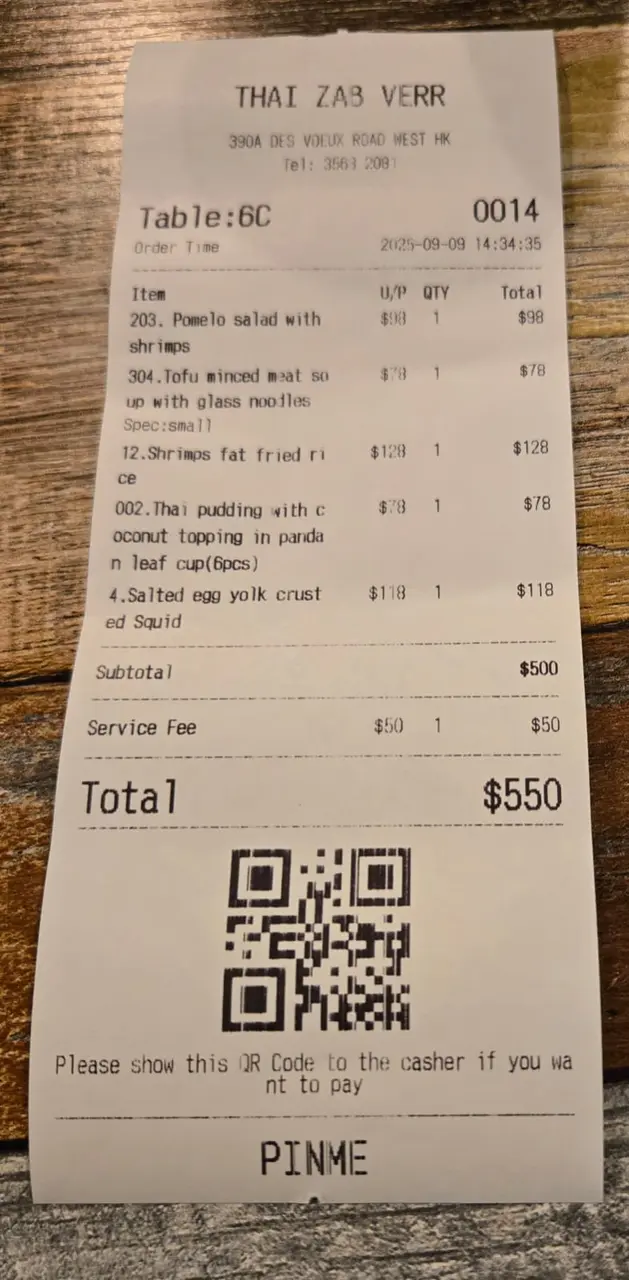 THAI ZAB VERR
390A DES VOEUX ROAD WEST HK
Tel: 3563 2081
Table:6C 0014
Order Time 2025-09-09 14:34:35
Item U/P QTY Total
203. Pomelo salad with $98 1 $98
shrimps
304.Tofu minced meat so $78 1 $78
up with glass noodles
Spec:small
12.Shrimps fat fried ri $128 1 $128
ce
002.Thai pudding with c $78 1 $78
oconut topping in panda
n leaf cup(6pcs)
4.Salted egg yolk crust $118 1 $118
ed Squid
Subtotal $500
Service Fee $50 1 $50
Total $550
Please show this QR Code to the casher if you wa
nt to pay
PINME